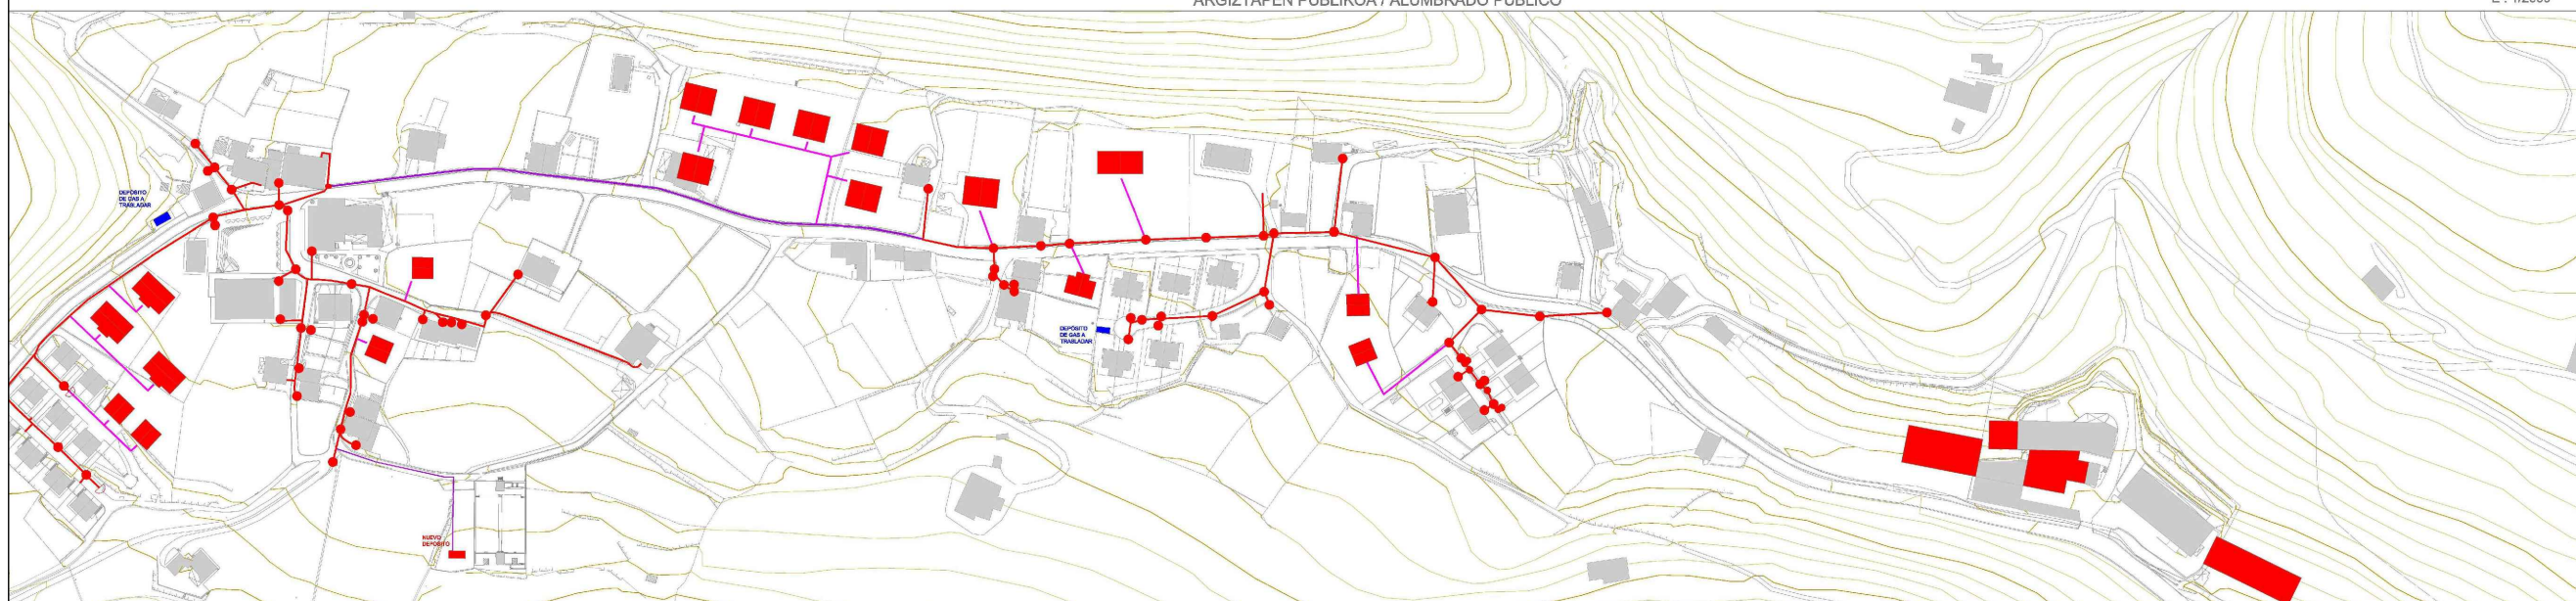 ARGIZTAPEN PUBLIKOA / ALUMBRADO PUBLICO
DEPÓSITO
DE GAS A
TRASLADAR
DEPÓSITO
DE GAS A
TRASLADAR
NUEVO
DEPÓSITO